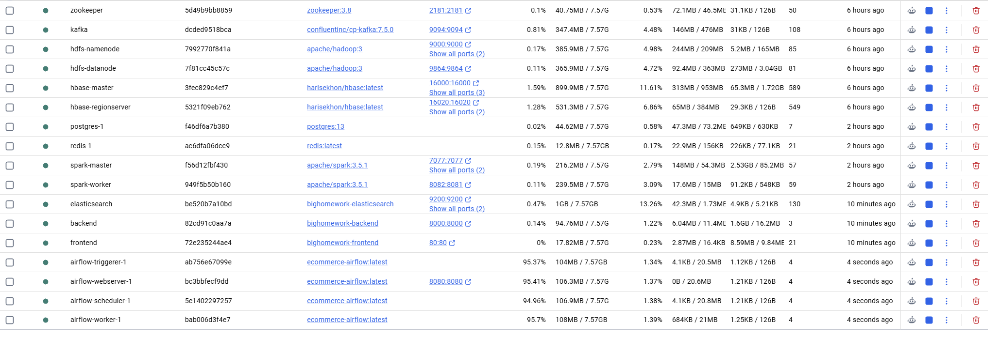 zookeeper 5d49b9bb8859 zookeeper:3.8 2181:2181 0.1% 40.75MB / 7.57G 0.53% 72.1MB / 46.5ME 31.1KB / 126B 50 6 hours ago
kafka dcded9518bca confluentinc/cp-kafka:7.5.0 9094:9094 0.81% 347.4MB / 7.57G 4.48% 146MB / 476MB 31KB / 126B 108 6 hours ago
hdfs-namenode 7992770f841a apache/hadoop:3 9000:9000 0.17% 385.9MB / 7.57G 4.98% 244MB / 209MB 5.2MB / 165MB 85 6 hours ago
Show all ports (2)
hdfs-datanode 7f81cc45c57c apache/hadoop:3 9864:9864 0.11% 365.9MB / 7.57G 4.72% 92.4MB / 363MB 273MB / 3.04GB 81 6 hours ago
hbase-master 3fec829c4ef7 harisekhon/hbase:latest 16000:16000 1.59% 899.9MB / 7.57G 11.61% 313MB / 953MB 65.3MB / 1.72GB 589 6 hours ago
Show all ports (3)
hbase-regionserver 5321f09eb762 harisekhon/hbase:latest 16020:16020 1.28% 531.3MB / 7.57G 6.86% 65MB / 384MB 29.3KB / 126B 549 6 hours ago
Show all ports (2)
postgres-1 f46df6a7b380 postgres:13 0.02% 44.62MB / 7.57G 0.58% 47.3MB / 73.2ME 649KB / 630KB 7 2 hours ago
redis-1 ac6dfa06dcc9 redis:latest 0.15% 12.8MB / 7.57GB 0.17% 22.9MB / 156KB 226KB / 77.1KB 21 2 hours ago
spark-master f56d12fbf430 apache/spark:3.5.1 7077:7077 0.19% 216.2MB / 7.57G 2.79% 148MB / 54.3MB 2.53GB / 85.2MB 57 2 hours ago
Show all ports (2)
spark-worker 949f5b50b160 apache/spark:3.5.1 8082:8081 0.11% 239.5MB / 7.57G 3.09% 17.6MB / 15MB 91.2KB / 548KB 59 2 hours ago
elasticsearch be520b7a10bd bighomework-elasticsearch 9200:9200 0.47% 1GB / 7.57GB 13.26% 42.3MB / 1.73ME 4.9KB / 5.21KB 130 10 minutes ago
Show all ports (2)
backend 82cd91c0aa7a bighomework-backend 8000:8000 0.14% 94.76MB / 7.57G 1.22% 6.04MB / 11.4ME 1.6GB / 16.2MB 3 10 minutes ago
frontend 72e235244ae4 bighomework-frontend 80:80 0% 17.82MB / 7.57G 0.23% 2.87MB / 16.4KB 8.59MB / 9.84ME 21 10 minutes ago
airflow-triggerer-1 ab756e67099e ecommerce-airflow:latest 95.37% 104MB / 7.57GB 1.34% 4.1KB / 20.5MB 1.12KB / 126B 4 4 seconds ago
airflow-webserver-1 bc3bbfecf9dd ecommerce-airflow:latest 8080:8080 95.41% 106.3MB / 7.57G 1.37% 0B / 20.6MB 1.21KB / 126B 4 4 seconds ago
airflow-scheduler-1 5e1402297257 ecommerce-airflow:latest 94.96% 106.9MB / 7.57G 1.38% 4.1KB / 20.8MB 1.21KB / 126B 4 4 seconds ago
airflow-worker-1 bab006d3f4e7 ecommerce-airflow:latest 95.7% 108MB / 7.57GB 1.39% 684KB / 21MB 1.25KB / 126B 4 4 seconds ago